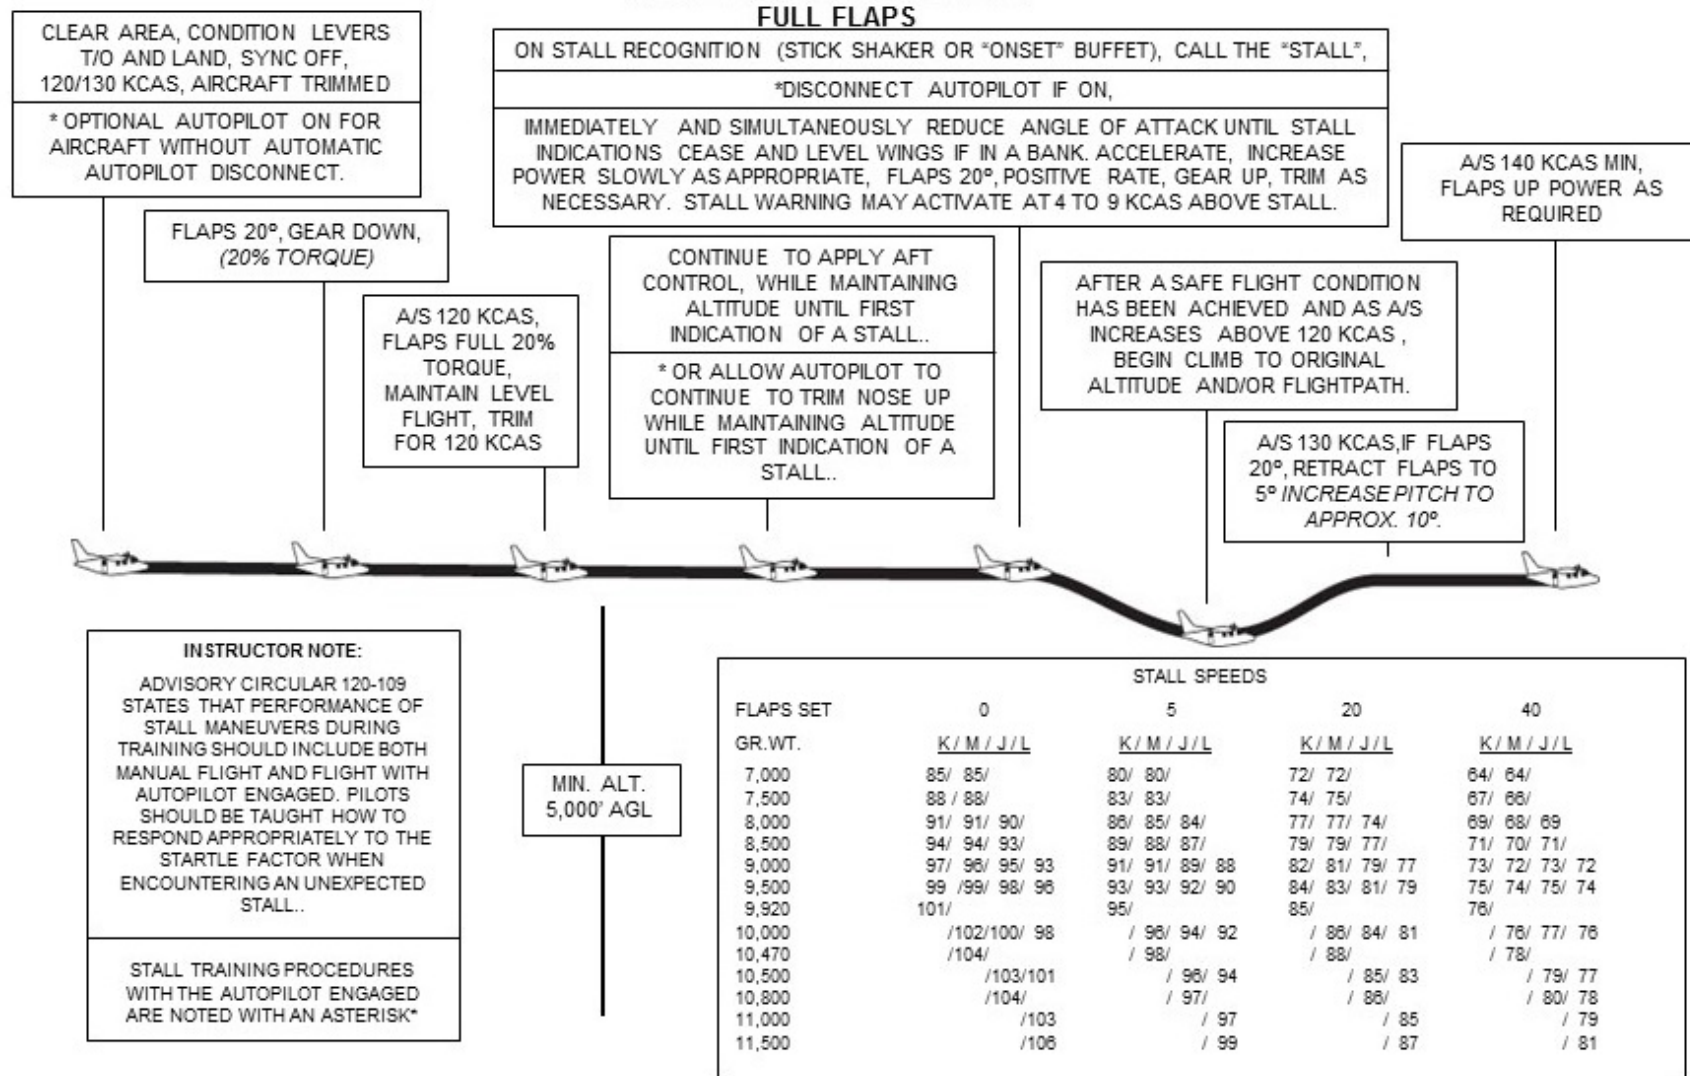 FULL FLAPS
CLEAR AREA, CONDITION LEVERS
T/O AND LAND, SYNC OFF,
120/130 KCAS, AIRCRAFT TRIMMED
* OPTIONAL AUTOPILOT ON FOR
AIRCRAFT WITHOUT AUTOMATIC
AUTOPILOT DISCONNECT.
FLAPS 20º, GEAR DOWN,
(20% TORQUE)
A/S 120 KCAS,
FLAPS FULL 20%
TORQUE,
MAINTAIN LEVEL
FLIGHT, TRIM
FOR 120 KCAS
CONTINUE TO APPLY AFT
CONTROL, WHILE MAINTAINING
ALTITUDE UNTIL FIRST
INDICATION OF A STALL..
* OR ALLOW AUTOPILOT TO
CONTINUE TO TRIM NOSE UP
WHILE MAINTAINING ALTITUDE
UNTIL FIRST INDICATION OF A
STALL..
ON STALL RECOGNITION (STICK SHAKER OR “ONSET” BUFFET), CALL THE “STALL”,
*DISCONNECT AUTOPILOT IF ON,
IMMEDIATELY AND SIMULTANEOUSLY REDUCE ANGLE OF ATTACK UNTIL STALL
INDICATIONS CEASE AND LEVEL WINGS IF IN A BANK. ACCELERATE, INCREASE
POWER SLOWLY AS APPROPRIATE, FLAPS 20º, POSITIVE RATE, GEAR UP, TRIM AS
NECESSARY. STALL WARNING MAY ACTIVATE AT 4 TO 9 KCAS ABOVE STALL.
AFTER A SAFE FLIGHT CONDITION
HAS BEEN ACHIEVED AND AS A/S
INCREASES ABOVE 120 KCAS ,
BEGIN CLIMB TO ORIGINAL
ALTITUDE AND/OR FLIGHTPATH.
A/S 130 KCAS,IF FLAPS
20º, RETRACT FLAPS TO
5º INCREASE PITCH TO
APPROX. 10º.
A/S 140 KCAS MIN,
FLAPS UP POWER AS
REQUIRED
INSTRUCTOR NOTE:
ADVISORY CIRCULAR 120-109
STATES THAT PERFORMANCE OF
STALL MANEUVERS DURING
TRAINING SHOULD INCLUDE BOTH
MANUAL FLIGHT AND FLIGHT WITH
AUTOPILOT ENGAGED. PILOTS
SHOULD BE TAUGHT HOW TO
RESPOND APPROPRIATELY TO THE
STARTLE FACTOR WHEN
ENCOUNTERING AN UNEXPECTED
STALL..
STALL TRAINING PROCEDURES
WITH THE AUTOPILOT ENGAGED
ARE NOTED WITH AN ASTERISK*
MIN. ALT.
5,000’ AGL
STALL SPEEDS
FLAPS SET 0 5 20 40
GR.WT. K/ M / J / L K/ M / J / L K/ M / J / L K/ M / J / L
7,000 85/ 85/ 80/ 80/ 72/ 72/ 64/ 64/
7,500 88 / 88/ 83/ 83/ 74/ 75/ 67/ 66/
8,000 91/ 91/ 90/ 86/ 85/ 84/ 77/ 77/ 74/ 69/ 68/ 69
8,500 94/ 94/ 93/ 89/ 88/ 87/ 79/ 79/ 77/ 71/ 70/ 71/
9,000 97/ 96/ 95/ 93 91/ 91/ 89/ 88 82/ 81/ 79/ 77 73/ 72/ 73/ 72
9,500 99 /99/ 98/ 96 93/ 93/ 92/ 90 84/ 83/ 81/ 79 75/ 74/ 75/ 74
9,920 101/ 95/ 85/ 76/
10,000 /102/100/ 98 / 96/ 94/ 92 / 86/ 84/ 81 / 76/ 77/ 76
10,470 /104/ / 98/ / 88/ / 78/
10,500 /103/101 / 96/ 94 / 85/ 83 / 79/ 77
10,800 /104/ / 97/ / 86/ / 80/ 78
11,000 /103 / 97 / 85 / 79
11,500 /106 / 99 / 87 / 81